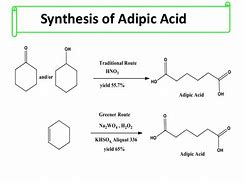 Synthesis of Adipic Acid
O
OH
and/or
Traditional Route
HNO₃
yield 55.7%
O
OH
HO
O
Adipic Acid
Greener Route
Na₂WO₄, H₂O₂
KHSO₄ Aliqual 336
yield 65%
O
OH
HO
O
Adipic Acid